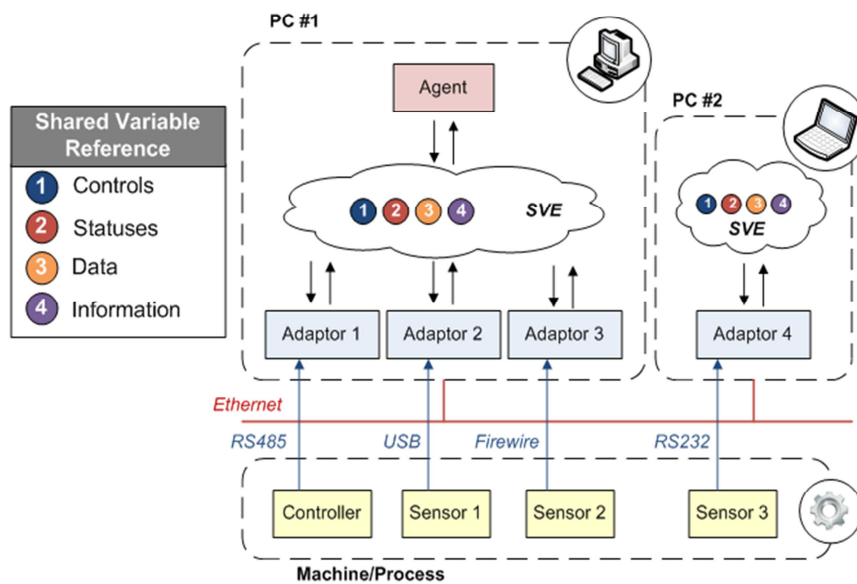 PC #1
PC #2
Agent
Shared Variable
Reference
1 Controls
2 Statuses
3 Data
4 Information
1 2 3 4 SVE
1 2 3 4
SVE
Adaptor 1
Adaptor 2
Adaptor 3
Adaptor 4
Ethernet
RS485
USB
Firewire
RS232
Controller
Sensor 1
Sensor 2
Sensor 3
Machine/Process